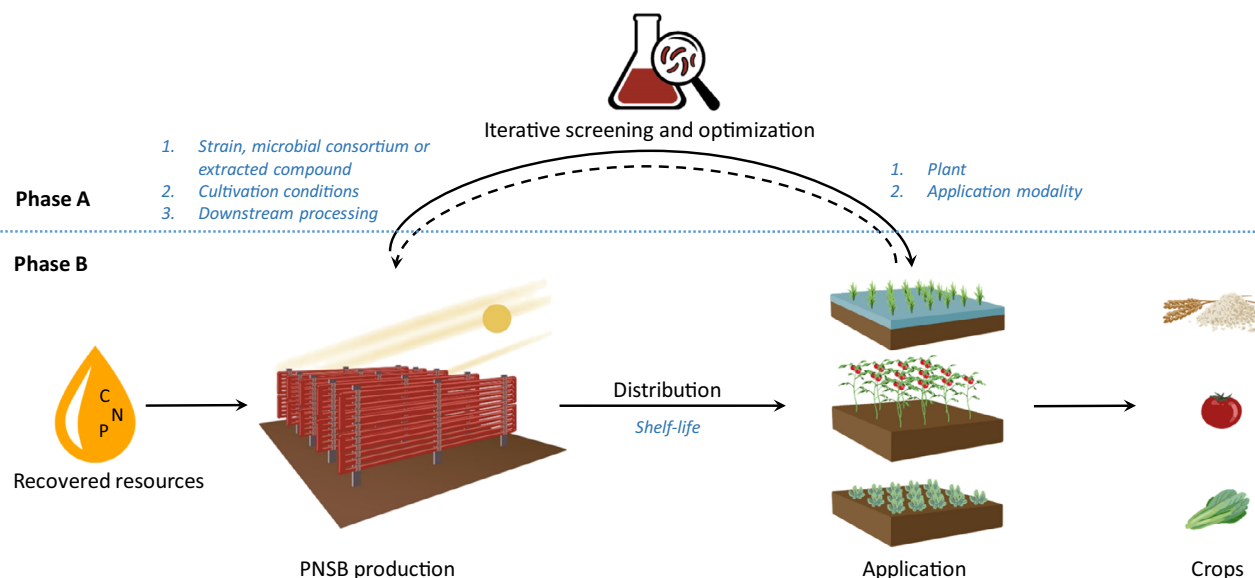 Iterative screening and optimization
1. Strain, microbial consortium or
extracted compound
2. Cultivation conditions
3. Downstream processing
1. Plant
2. Application modality
Phase A
Phase B
C
N
P
Recovered resources
Distribution
Shelf-life
PNSB production
Application
Crops